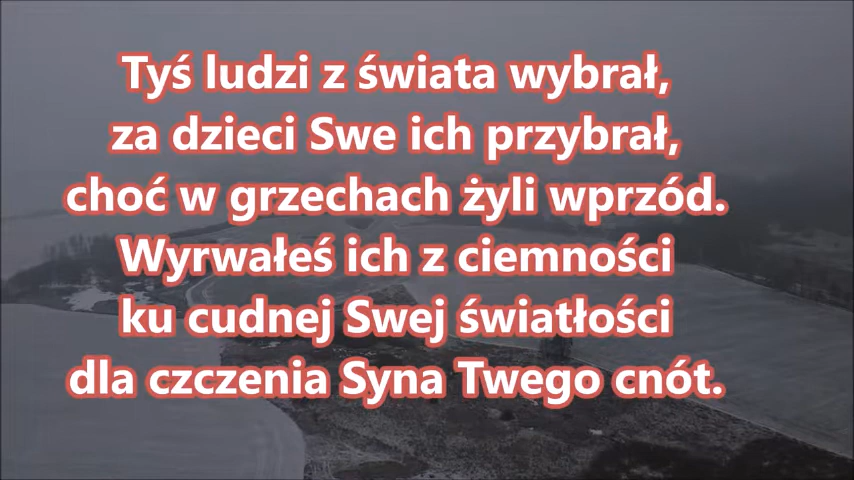 Tyś ludzi z świata wybrał,
za dzieci Swe ich przybrał,
choć w grzechach żyli wprzód.
Wyrwałeś ich z ciemności
ku cudnej Swej światłości
dla czczenia Syna Twego cnót.